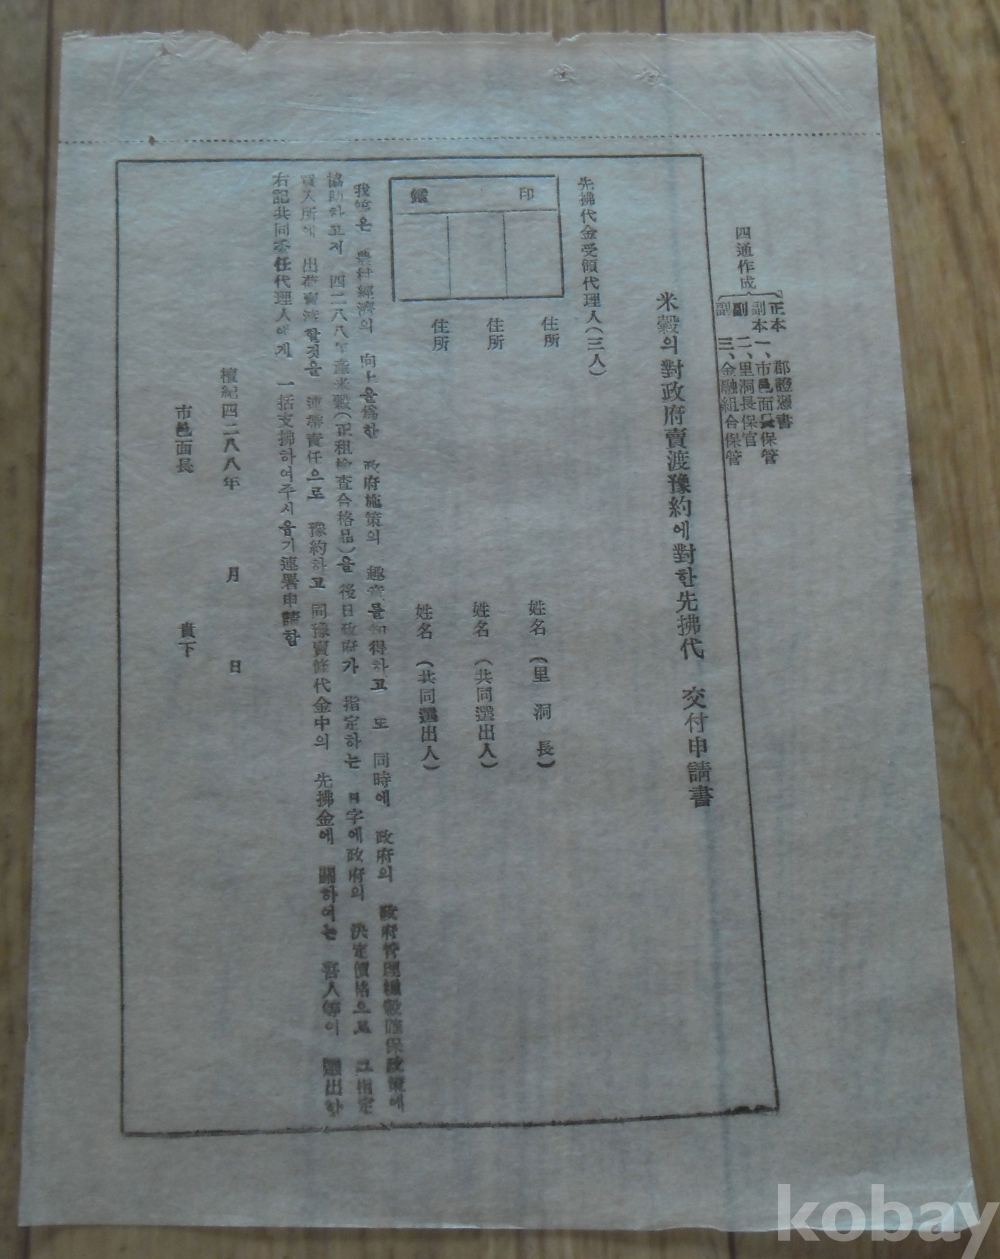 四通作成
正本 郡證憑書
副本一、市邑面長保管
副 二、里洞長保官
副 三、金融組合保管
米穀의 對政府賣渡豫約에 對한 先拂代 交付申請書
先拂代金受領代理人(三人)
印 鑑
住所 姓名 (里 洞 長)
住所 姓名 (共同選出人)
住所 姓名 (共同選出人)
我等은 農村經濟의 向上을 爲한 政府施策의 趣意를 知得하고 또 同時에 政府의 政府管理糧穀確保政策에
協助하고저 四二八八年產米穀(正租檢查合格品)을 後日政府가 指定하는 日字에 政府의 決定價格으로 그 指定
買入所에 出荷賣渡할것을 連帶責任으로 豫約하고 同豫賣條代金中의 先拂金에 關하여는 吾人等이 選出한
右記共同委任代理人에게 一括支拂하여주시옵기 連署申請함
檀紀四二八八年 月 日
市邑面長 貴下
kobay